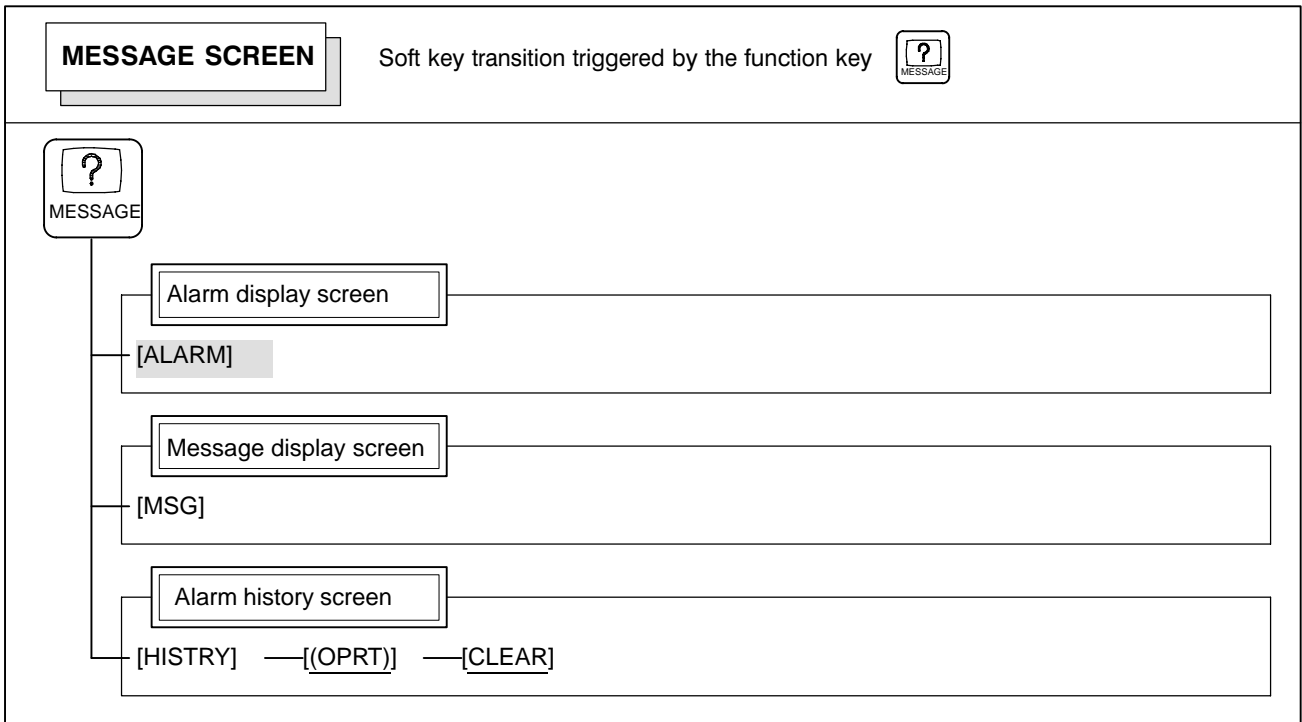 MESSAGE SCREEN
Soft key transition triggered by the function key
?
MESSAGE
?
MESSAGE
Alarm display screen
[ALARM]
Message display screen
[MSG]
Alarm history screen
[HISTRY] [(OPRT)] [CLEAR]